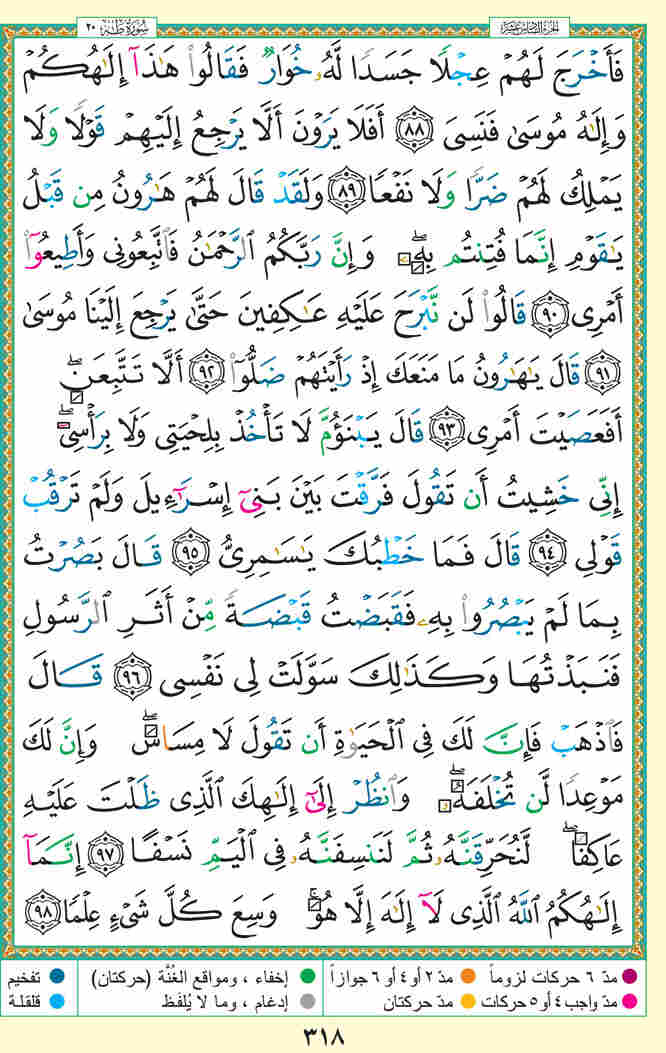 الجزء السادس عشر
سُورَةُ طه ٢٠
فَأَخْرَجَ لَهُمْ عِجْلًا جَسَدًا لَّهُۥ خُوَارٌ فَقَالُوا۟ هَـٰذَآ إِلَـٰهُكُمْ
وَإِلَـٰهُ مُوسَىٰ فَنَسِىَ ٨٨ أَفَلَا يَرَوْنَ أَلَّا يَرْجِعُ إِلَيْهِمْ قَوْلًا وَلَا
يَمْلِكُ لَهُمْ ضَرًّا وَلَا نَفْعًا ٨٩ وَلَقَدْ قَالَ لَهُمْ هَـٰرُونُ مِن قَبْلُ
يَـٰقَوْمِ إِنَّمَا فُتِنتُم بِهِۦ ۖ وَإِنَّ رَبَّكُمُ ٱلرَّحْمَـٰنُ فَٱتَّبِعُونِى وَأَطِيعُوٓا۟
أَمْرِى ٩٠ قَالُوا۟ لَن نَّبْرَحَ عَلَيْهِ عَـٰكِفِينَ حَتَّىٰ يَرْجِعَ إِلَيْنَا مُوسَىٰ
٩١ قَالَ يَـٰهَـٰرُونُ مَا مَنَعَكَ إِذْ رَأَيْتَهُمْ ضَلُّوٓا۟ ٩٢ أَلَّا تَتَّبِعَنِ ۖ
أَفَعَصَيْتَ أَمْرِى ٩٣ قَالَ يَبْنَؤُمَّ لَا تَأْخُذْ بِلِحْيَتِى وَلَا بِرَأْسِىٓ ۖ
إِنِّى خَشِيتُ أَن تَقُولَ فَرَّقْتَ بَيْنَ بَنِىٓ إِسْرَٰٓءِيلَ وَلَمْ تَرْقُبْ
قَوْلِى ٩٤ قَالَ فَمَا خَطْبُكَ يَـٰسَـٰمِرِىُّ ٩٥ قَالَ بَصُرْتُ
بِمَا لَمْ يَبْصُرُوا۟ بِهِۦ فَقَبَضْتُ قَبْضَةً مِّنْ أَثَرِ ٱلرَّسُولِ
فَنَبَذْتُهَا وَكَذَٰلِكَ سَوَّلَتْ لِى نَفْسِى ٩٦ قَالَ
فَٱذْهَبْ فَإِنَّ لَكَ فِى ٱلْحَيَوٰةِ أَن تَقُولَ لَا مِسَاسَ ۖ وَإِنَّ لَكَ
مَوْعِدًا لَّن تُخْلَفَهُۥ ۖ وَٱنظُرْ إِلَىٰٓ إِلَـٰهِكَ ٱلَّذِى ظَلْتَ عَلَيْهِ
عَاكِفًا ۖ لَّنُحَرِّقَنَّهُۥ ثُمَّ لَنَنسِفَنَّهُۥ فِى ٱلْيَمِّ نَسْفًا ٩٧ إِنَّمَآ
إِلَـٰهُكُمُ ٱللَّهُ ٱلَّذِى لَآ إِلَـٰهَ إِلَّا هُوَ ۚ وَسِعَ كُلَّ شَىْءٍ عِلْمًا ٩٨
مدّ ٦ حركات لزوماً
مدّ ٢ أو ٤ أو ٦ جوازاً
إخفاء ، ومواقع الغُنَّة (حركتان)
تفخيم
مدّ واجب ٤ أو ٥ حركات
مدّ حركتان
إدغام ، وما لا يُلفَظ
قلقلة
٣١٨